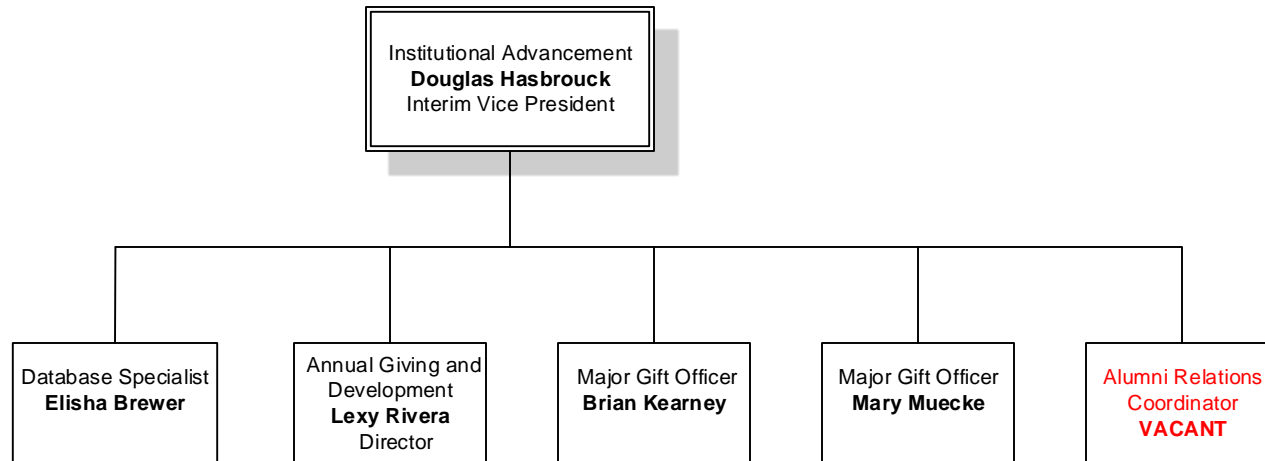 Institutional Advancement
Douglas Hasbrouck
Interim Vice President
Database Specialist
Elisha Brewer
Annual Giving and
Development
Lexy Rivera
Director
Major Gift Officer
Brian Kearney
Major Gift Officer
Mary Muecke
Alumni Relations
Coordinator
VACANT